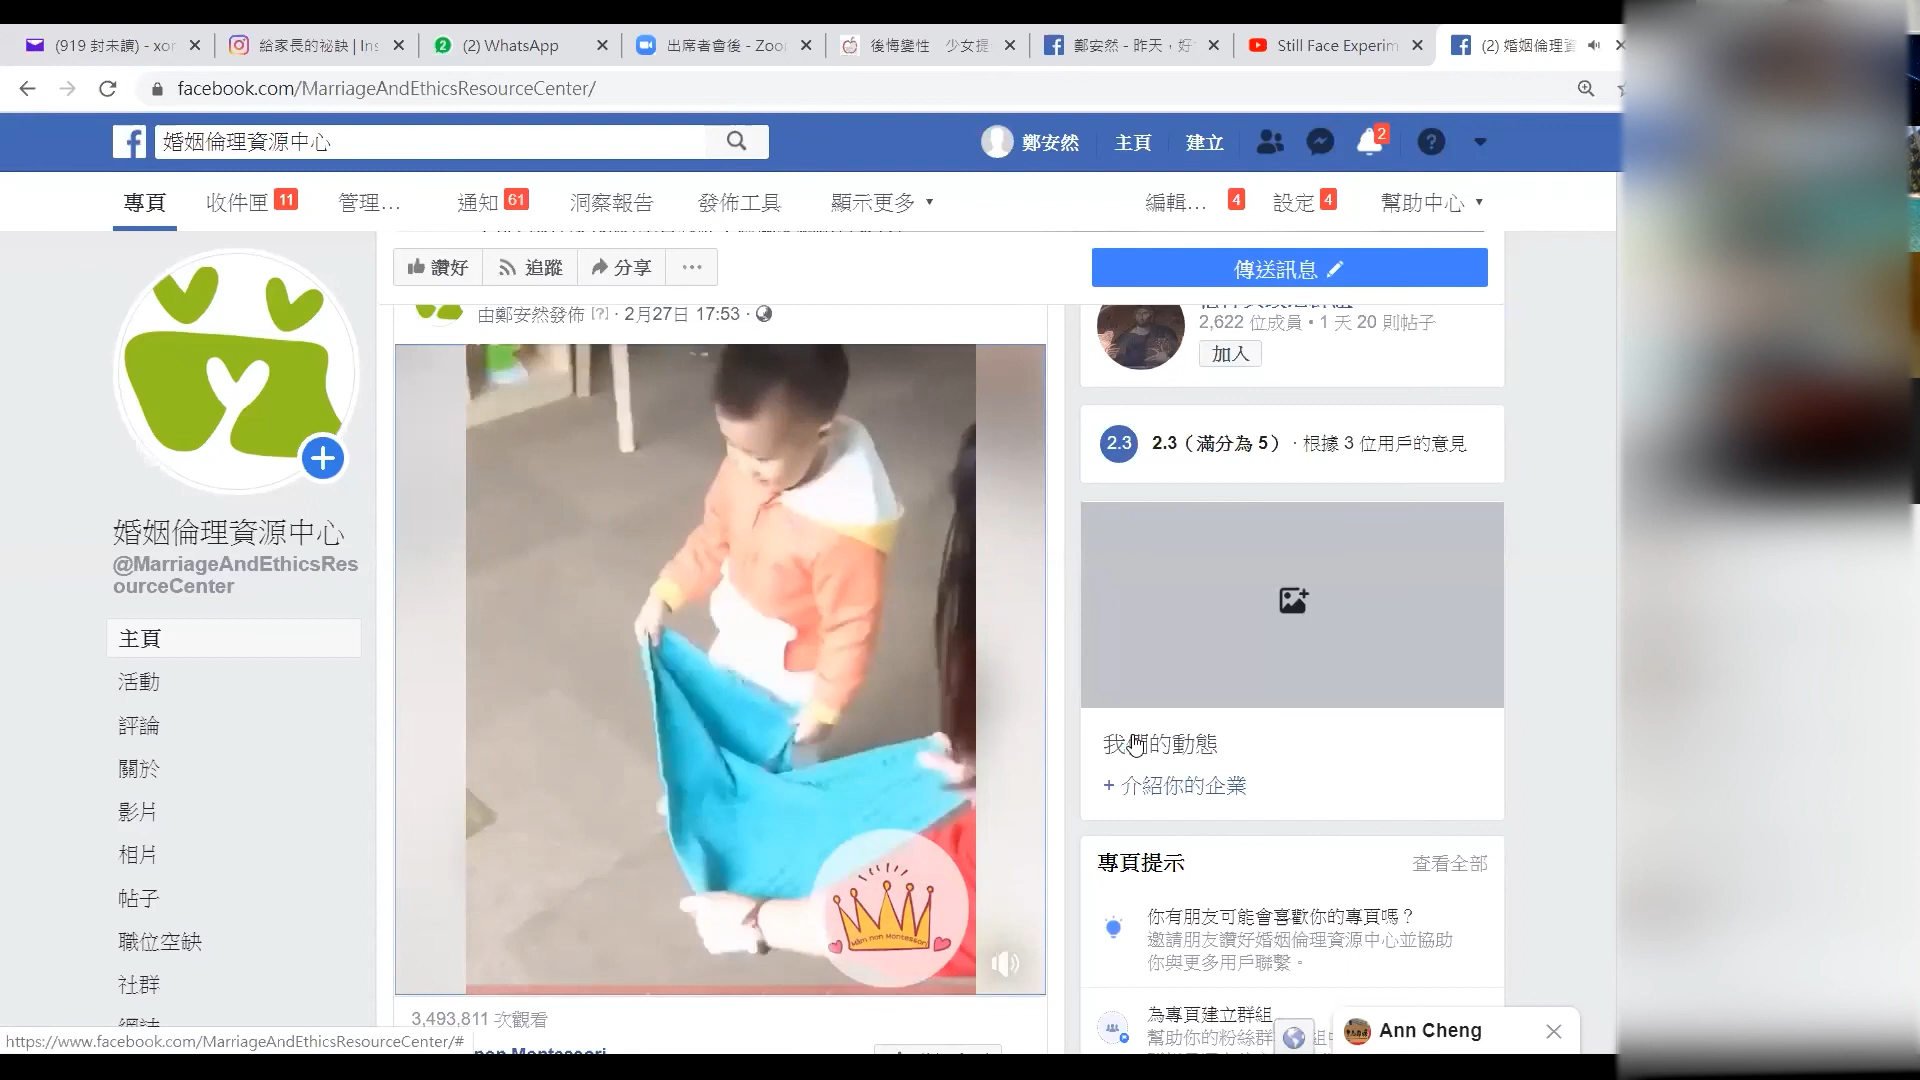 (919 封未讀) - xor
給家長的祕訣 | Ins
(2) WhatsApp
出席者會後 - Zoo
後悔變性 少女提
鄭安然 - 昨天，好
Still Face Experim
(2) 婚姻倫理資
facebook.com/MarriageAndEthicsResourceCenter/
婚姻倫理資源中心
鄭安然
主頁
建立
2
專頁
收件匣 11
管理...
通知 61
洞察報告
發佈工具
顯示更多
編輯... 4
設定 4
幫助中心
讚好
追蹤
分享
...
傳送訊息
由鄭安然發佈 [?] · 2月27日 17:53 ·
2,622 位成員 • 1 天 20 則帖子
加入
2.3
2.3（滿分為 5） · 根據 3 位用戶的意見
婚姻倫理資源中心
@MarriageAndEthicsRes
ourceCenter
主頁
活動
評論
關於
影片
相片
帖子
職位空缺
社群
Mầm non Montessori
3,493,811 次觀看
non Montessori
我們的動態
+ 介紹你的企業
專頁提示
查看全部
你有朋友可能會喜歡你的專頁嗎？
邀請朋友讚好婚姻倫理資源中心並協助
你與更多用戶聯繫。
為專頁建立群組
幫助你的粉絲群
Ann Cheng
https://www.facebook.com/MarriageAndEthicsResourceCenter/#